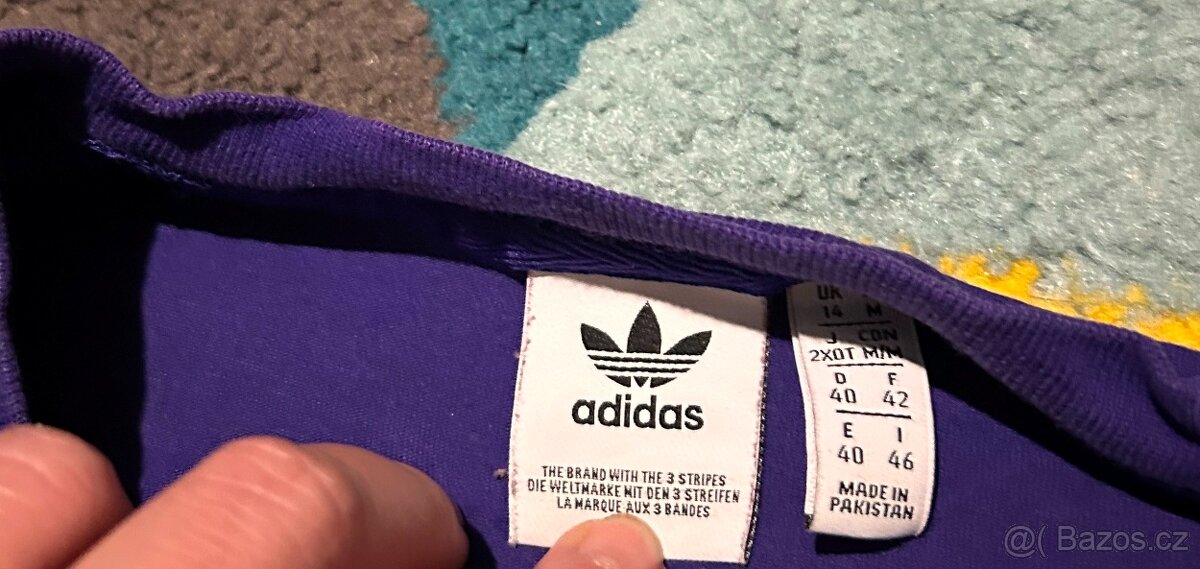 adidas
THE BRAND WITH THE 3 STRIPES
DIE WELTMARKE MIT DEN 3 STREIFEN
LA MARQUE AUX 3 BANDES
UK
14 M
J CDN
2XOT M/M
D F
40 42
E I
40 46
MADE IN
PAKISTAN
@( Bazos.cz